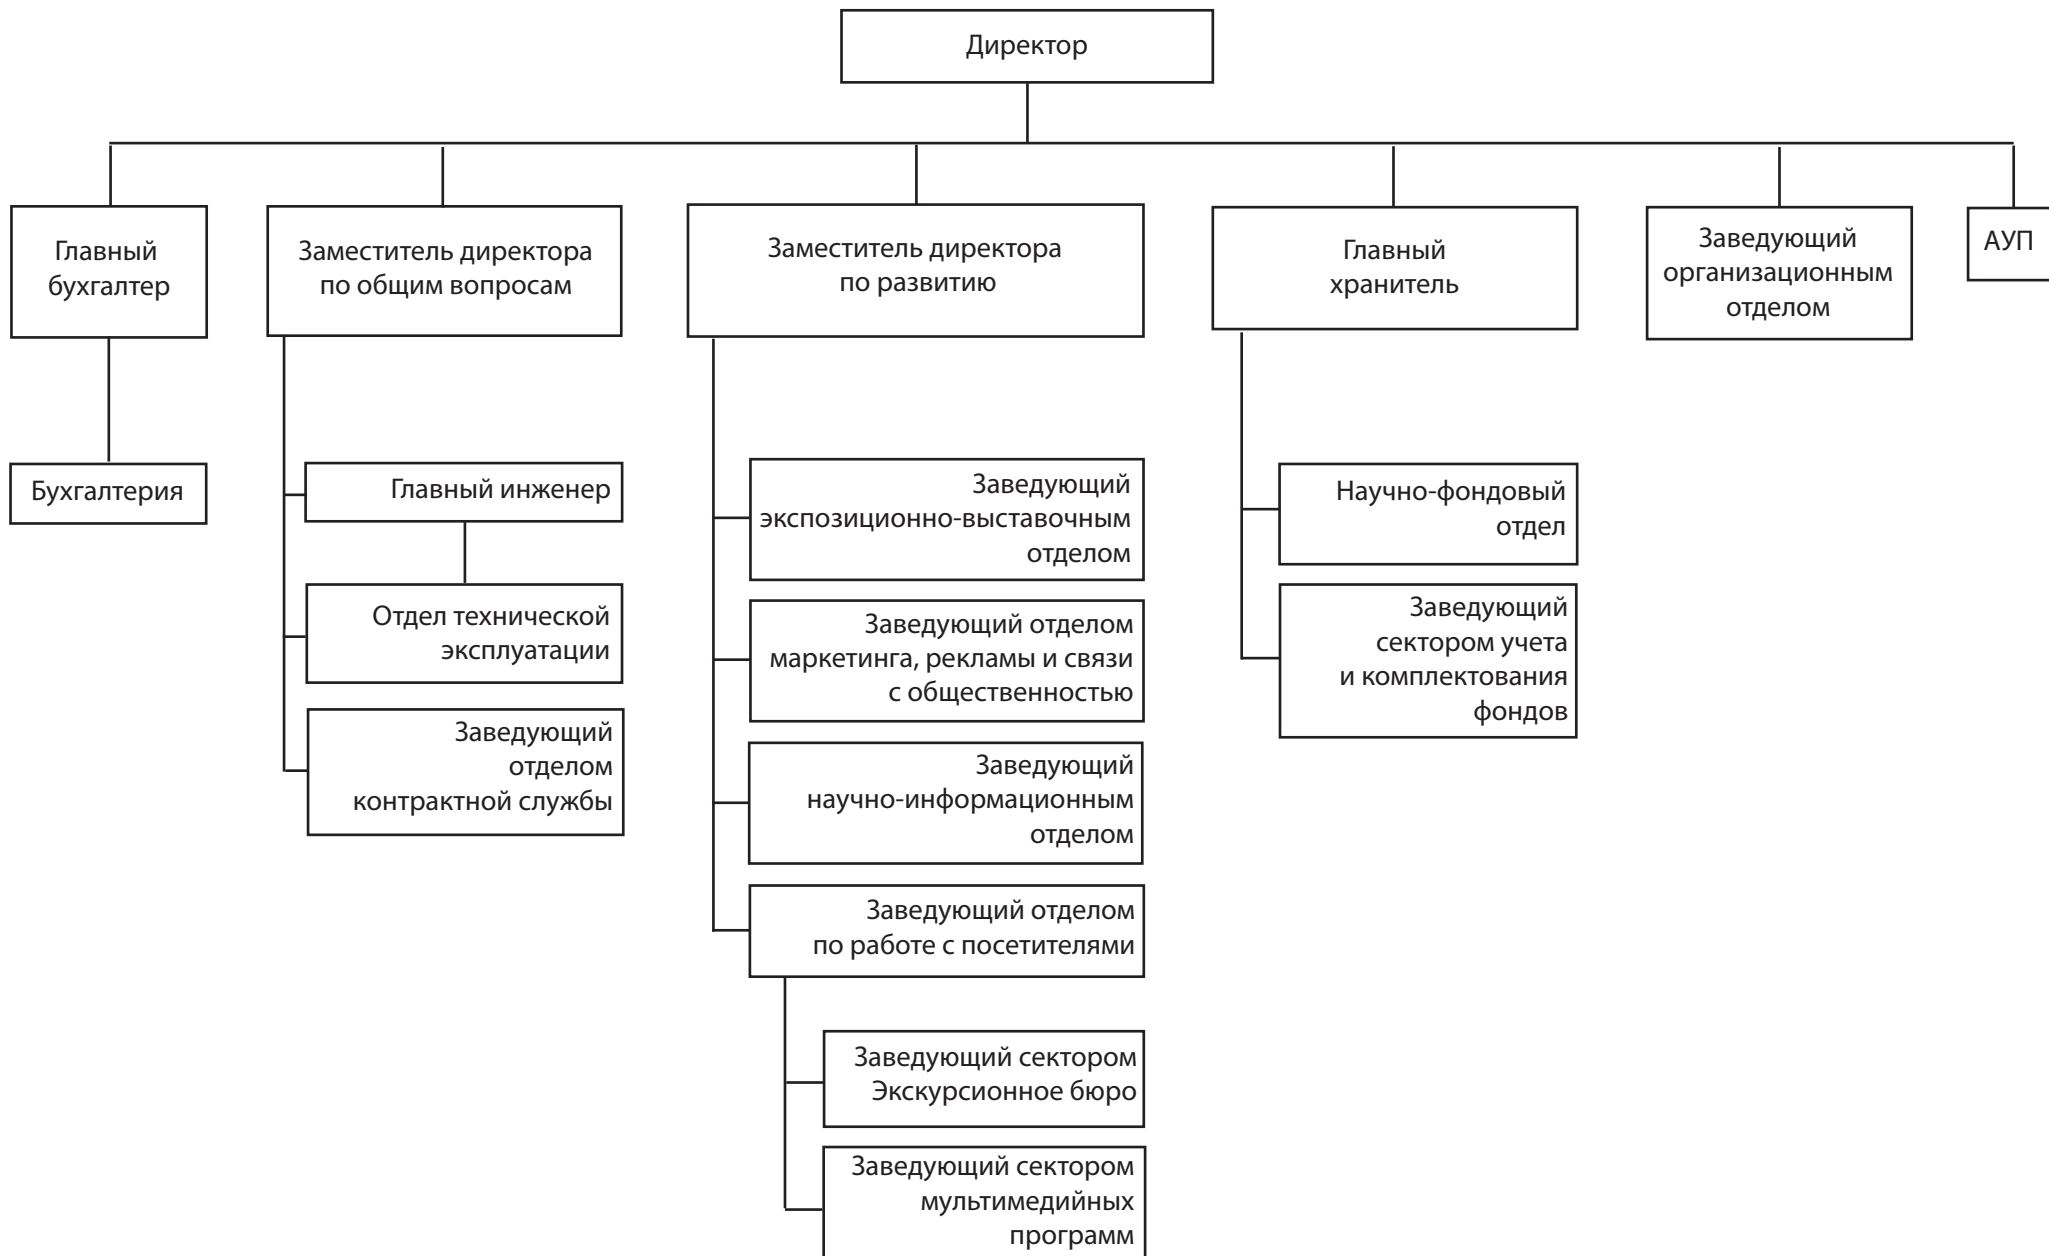 Директор
Главный
бухгалтер
Заместитель директора
по общим вопросам
Заместитель директора
по развитию
Главный
хранитель
Заведующий
организационным
отделом
АУП
Бухгалтерия
Главный инженер
Отдел технической
эксплуатации
Заведующий
отделом
контрактной службы
Заведующий
экспозиционно-выставочным
отделом
Заведующий отделом
маркетинга, рекламы и связи
с общественностью
Заведующий
научно-информационным
отделом
Заведующий отделом
по работе с посетителями
Заведующий сектором
Экскурсионное бюро
Заведующий сектором
мультимедийных
программ
Научно-фондовый
отдел
Заведующий
сектором учета
и комплектования
фондов